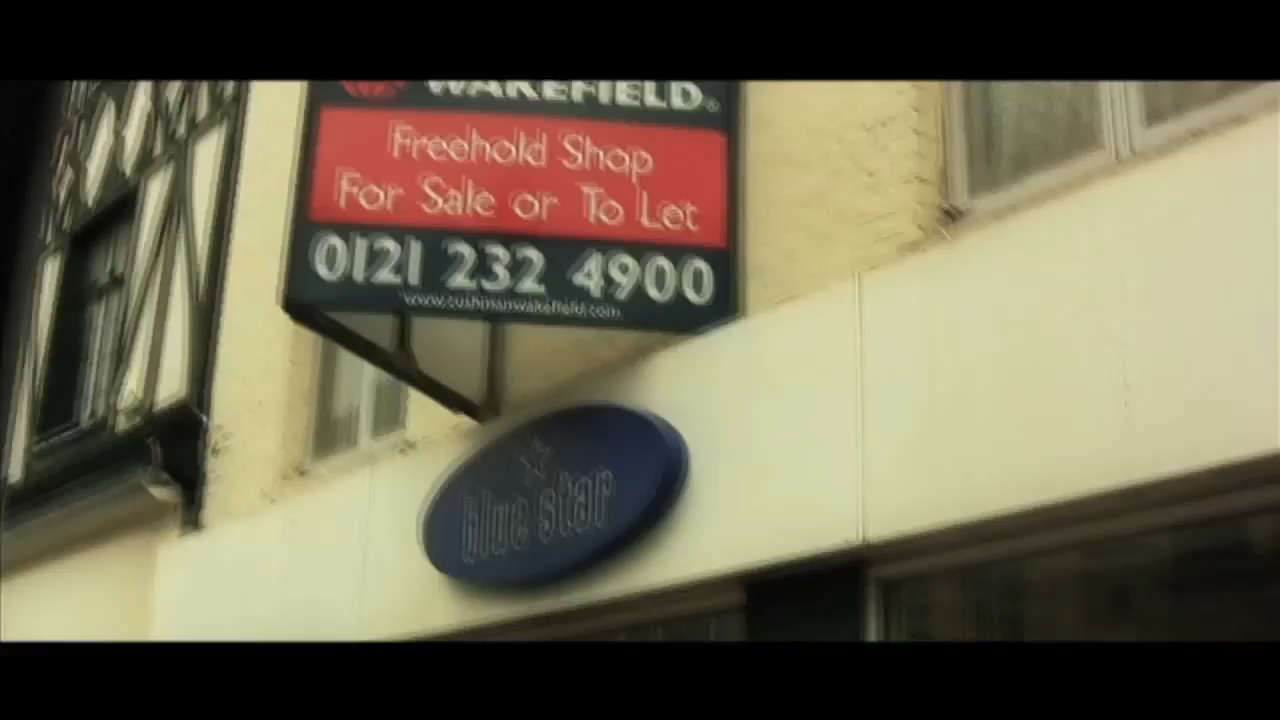 WAKEFIELD®
Freehold Shop
For Sale or To Let
0121 232 4900
www.cushmanwakefield.com
blue star